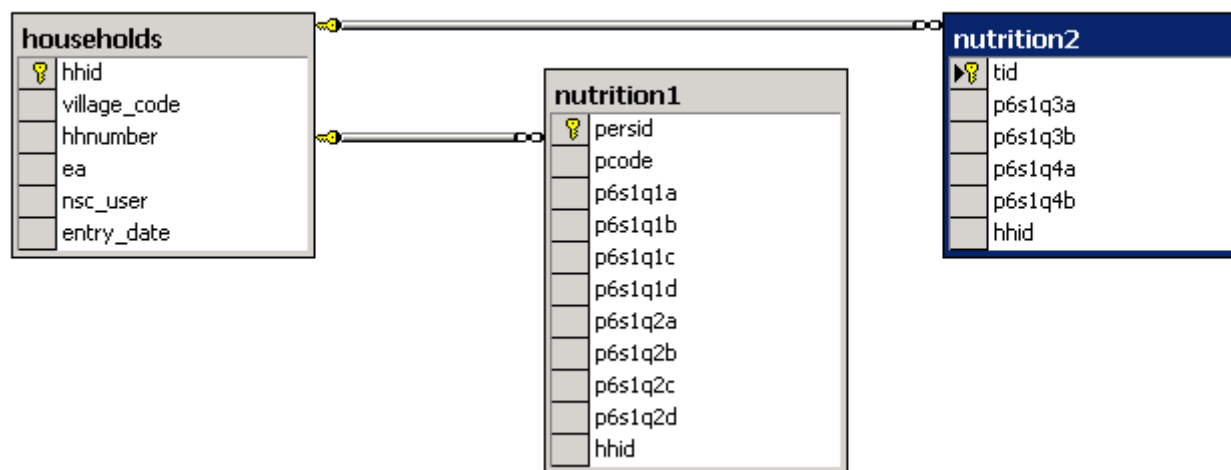 households
hhid
village_code
hhnumber
ea
nsc_user
entry_date
nutrition1
persid
pcode
p6s1q1a
p6s1q1b
p6s1q1c
p6s1q1d
p6s1q2a
p6s1q2b
p6s1q2c
p6s1q2d
hhid
nutrition2
tid
p6s1q3a
p6s1q3b
p6s1q4a
p6s1q4b
hhid